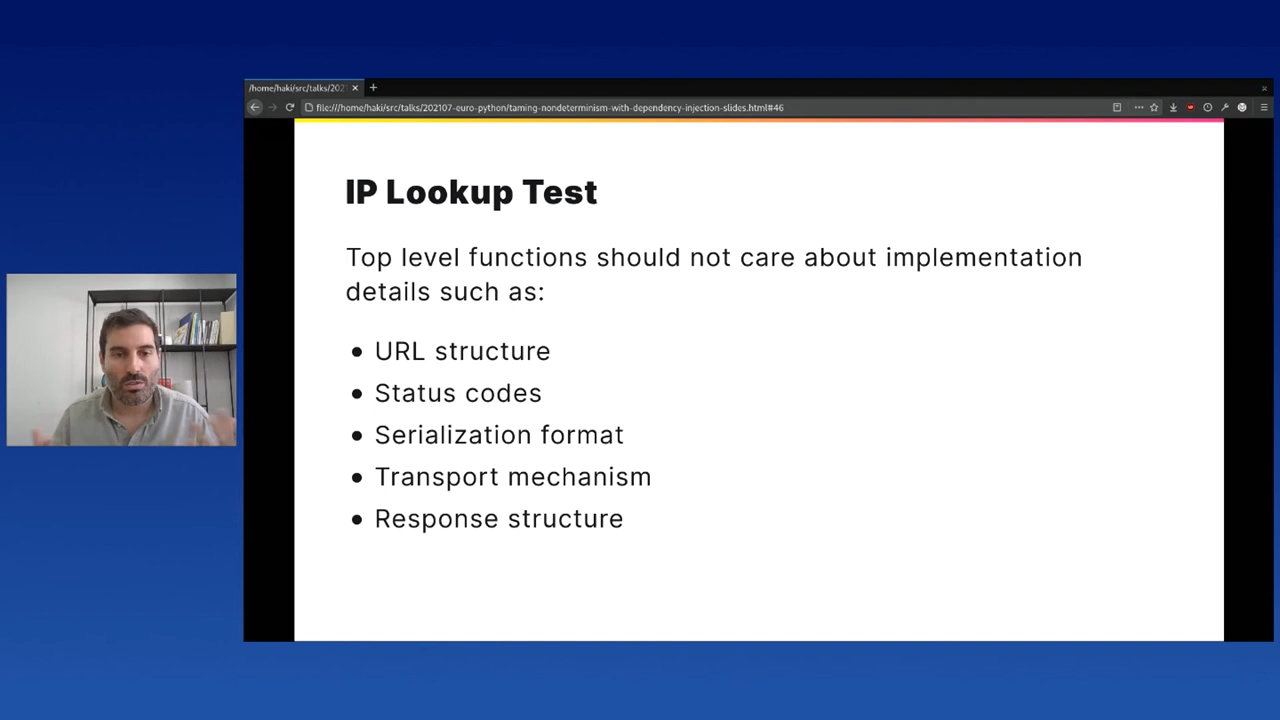 /home/haki/src/talks/202
file:///home/haki/src/talks/202107-euro-python/taming-nondeterminism-with-dependency-injection-slides.html#46
IP Lookup Test
Top level functions should not care about implementation
details such as:
• URL structure
• Status codes
• Serialization format
• Transport mechanism
• Response structure